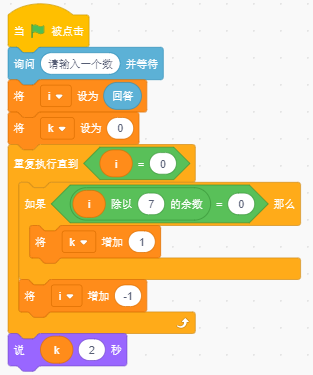 当 被点击
询问 请输入一个数 并等待
将 i 设为 回答
将 k 设为 0
重复执行直到 i = 0
如果 i 除以 7 的余数 = 0 那么
将 k 增加 1
将 i 增加 -1
说 k 2 秒